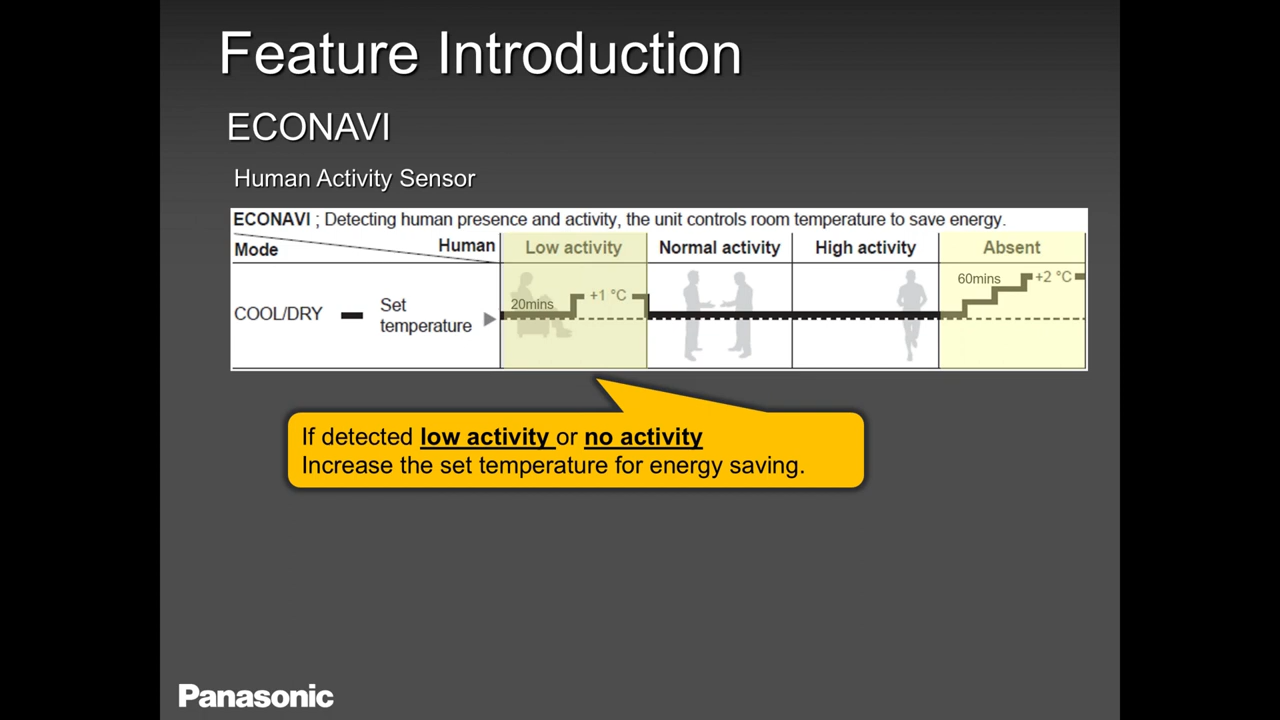 Feature Introduction
ECONAVI
Human Activity Sensor
ECONAVI ; Detecting human presence and activity, the unit controls room temperature to save energy.
Mode Human Low activity Normal activity High activity Absent
COOL/DRY Set temperature
20mins +1 °C
60mins +2 °C
If detected low activity or no activity
Increase the set temperature for energy saving.
Panasonic